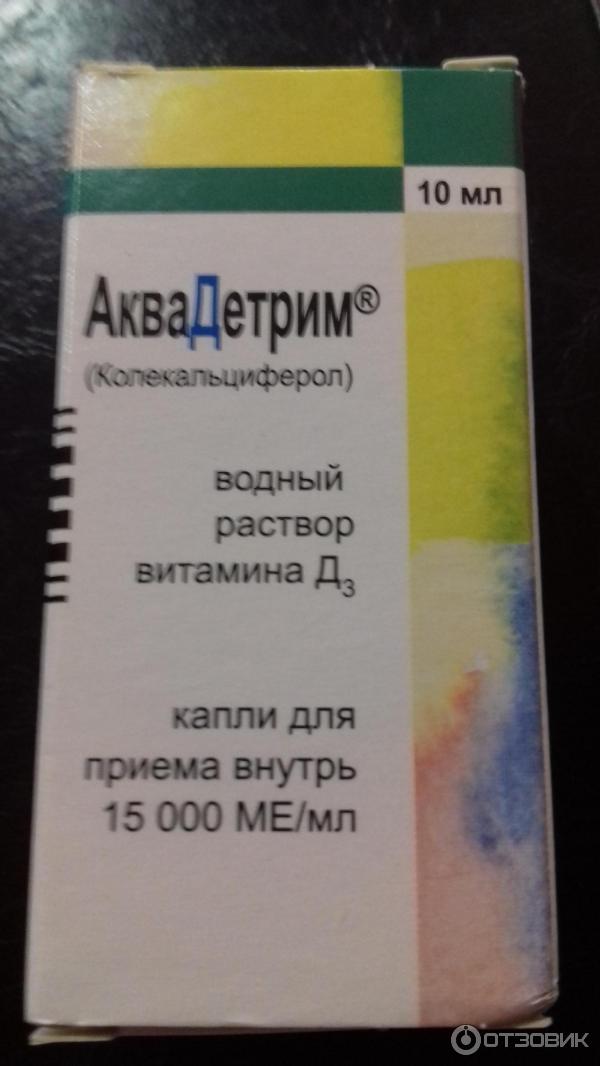 10 мл
АкваДетрим®
(Колекальциферол)
водный
раствор
витамина Д₃
капли для
приема внутрь
15 000 МЕ/мл
ОТЗОВИК